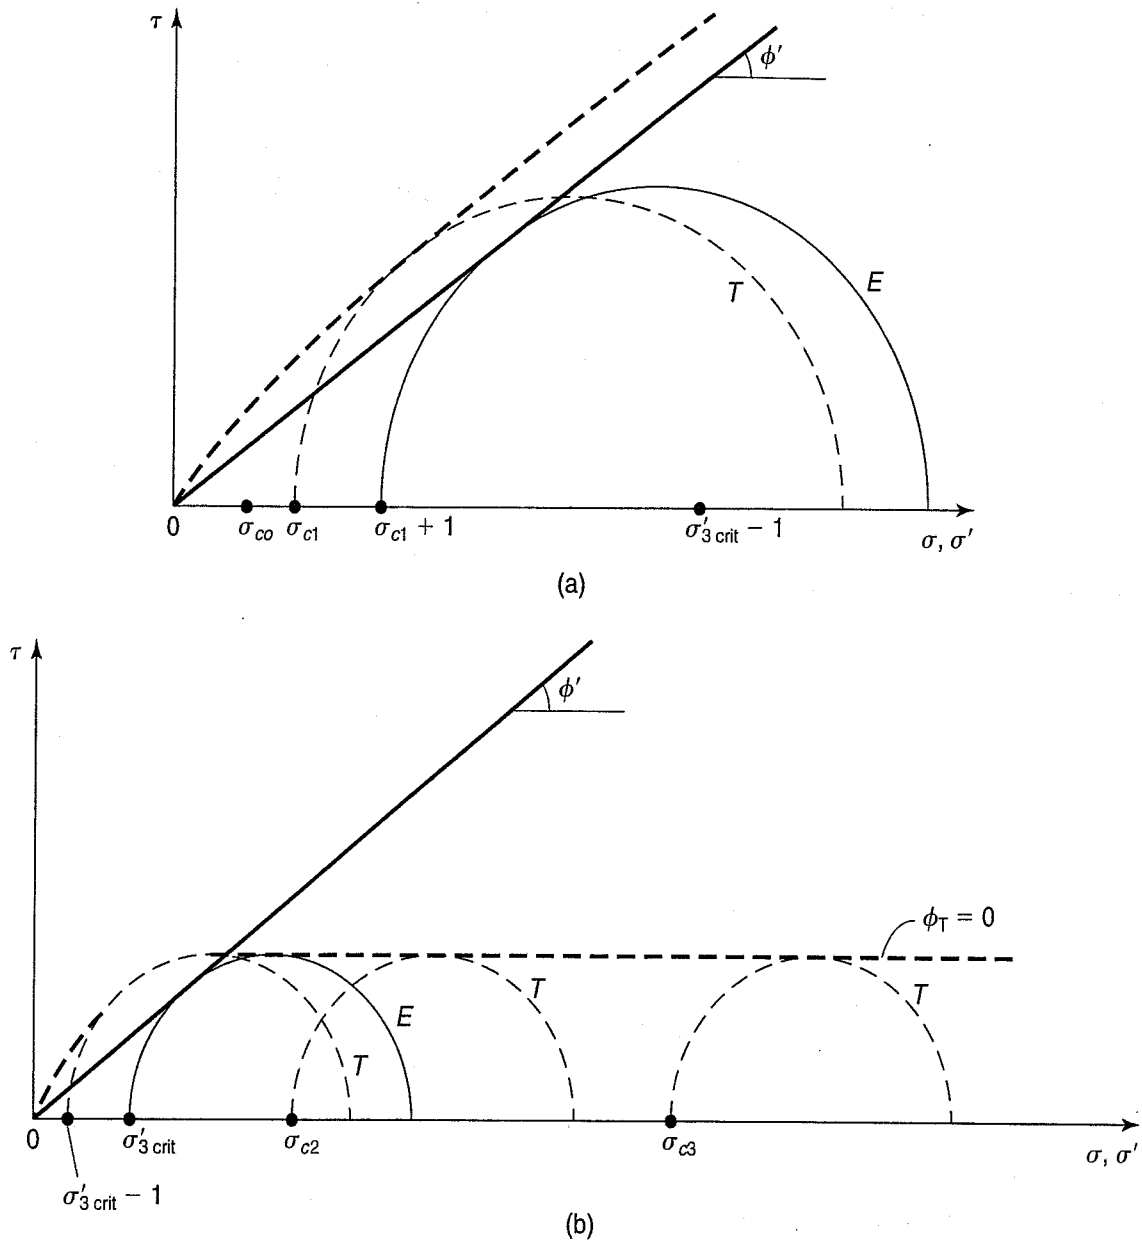 τ
ϕ′
T
E
0
σco
σc1
σc1 + 1
σ′3 crit − 1
σ, σ′
(a)
τ
ϕ′
ϕT = 0
T
T
E
T
0
σ′3 crit
σc2
σc3
σ, σ′
σ′3 crit − 1
(b)